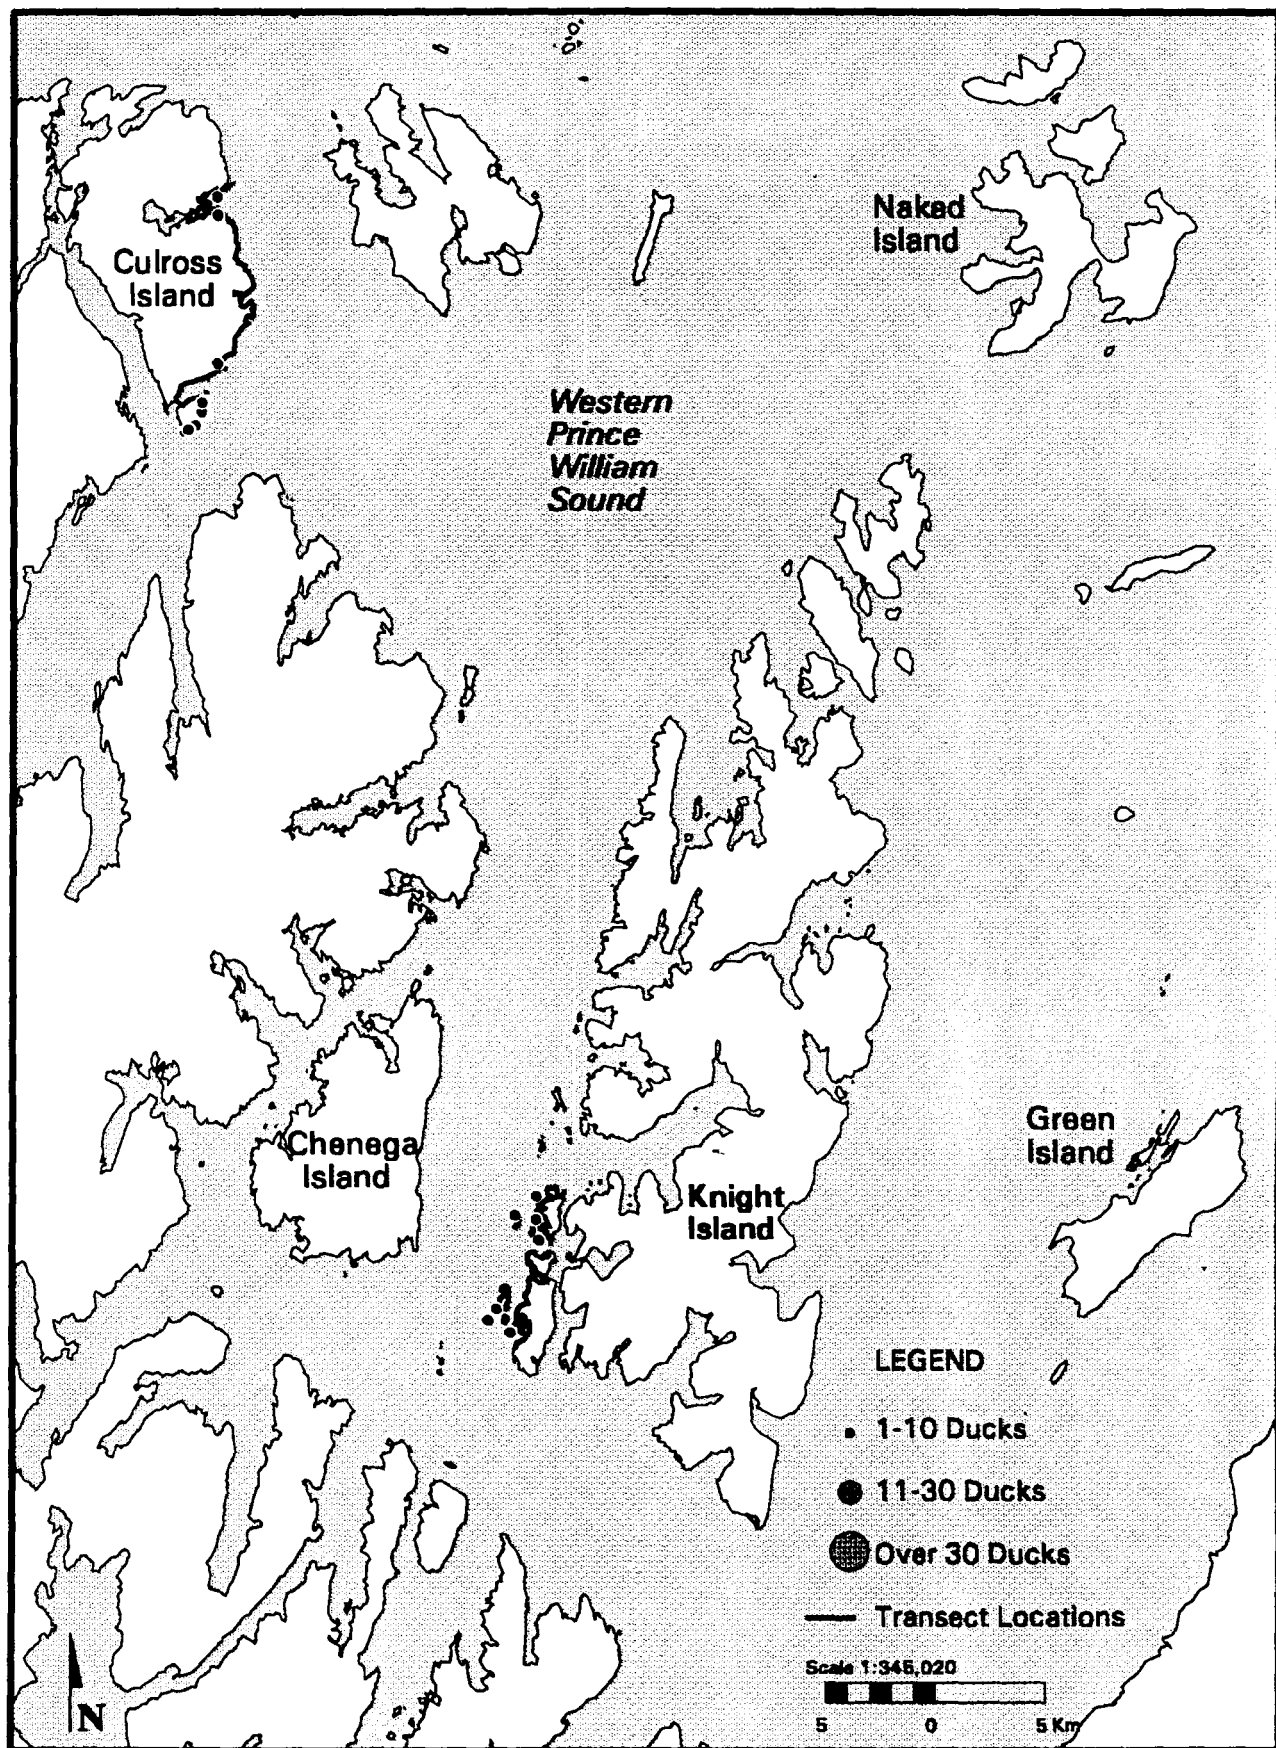 Naked
Island
Culross
Island
Western
Prince
William
Sound
Green
Island
Chenega
Island
Knight
Island
LEGEND
1-10 Ducks
11-30 Ducks
Over 30 Ducks
Transect Locations
Scale 1:345,020
5 0 5 Km
N